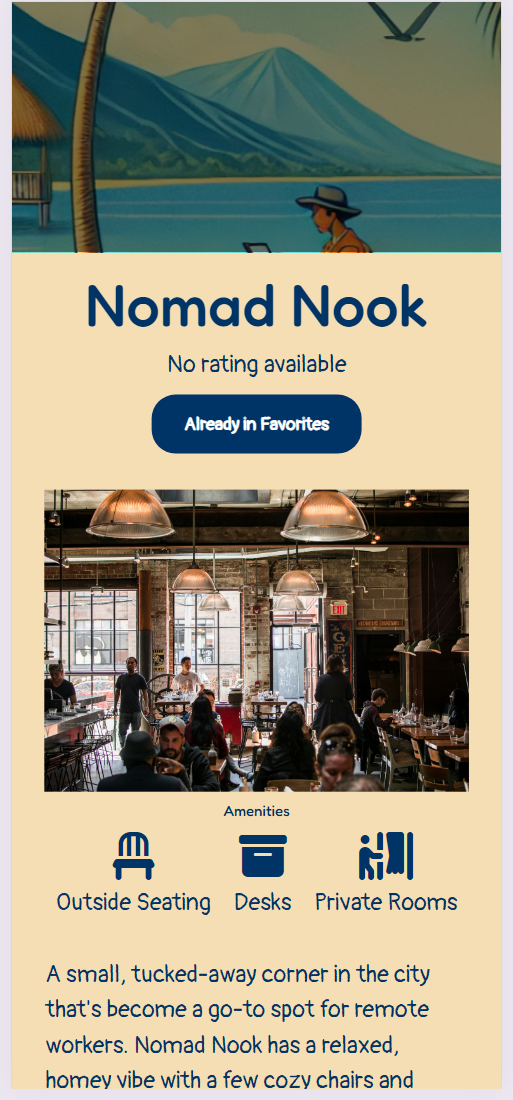 Nomad Nook
No rating available
Already in Favorites
EXIT
Amenities
Outside Seating Desks Private Rooms
A small, tucked-away corner in the city
that's become a go-to spot for remote
workers. Nomad Nook has a relaxed,
homey vibe with a few cozy chairs and